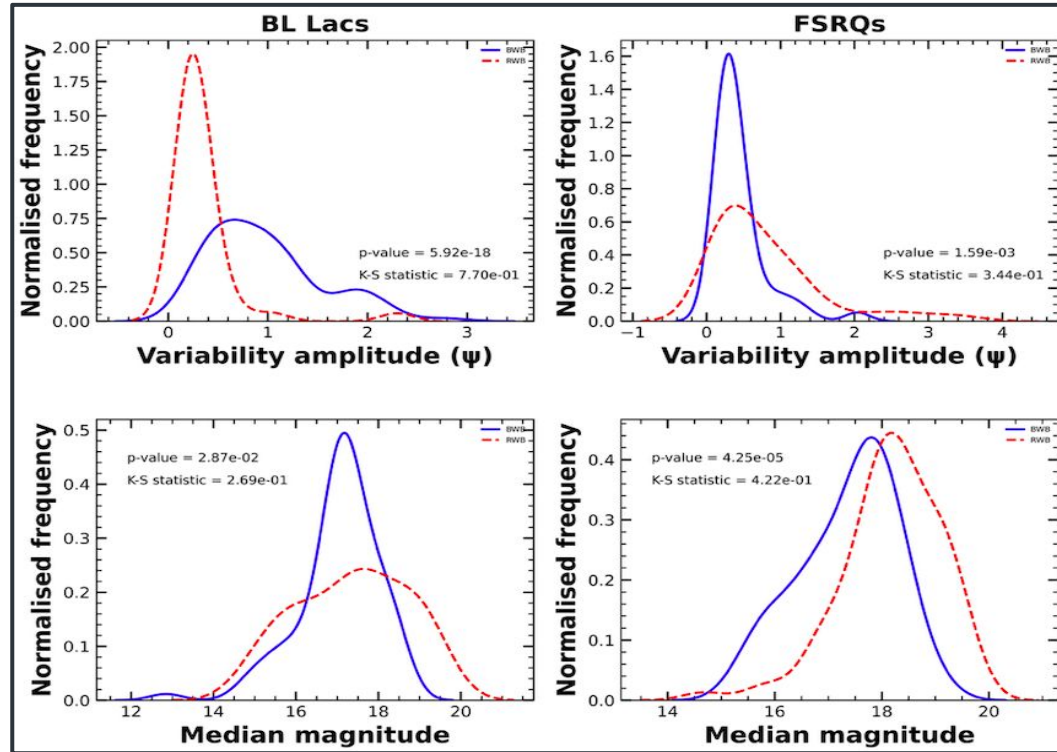 BL Lacs
2.00
1.75
1.50
1.25
1.00
0.75
0.50
0.25
0.00
Normalised frequency
BWB
RWB
p-value = 5.92e-18
K-S statistic = 7.70e-01
0 1 2 3
Variability amplitude (ψ)
FSRQs
1.6
1.4
1.2
1.0
0.8
0.6
0.4
0.2
0.0
Normalised frequency
BWB
RWB
p-value = 1.59e-03
K-S statistic = 3.44e-01
−1 0 1 2 3 4
Variability amplitude (ψ)
0.5
0.4
0.3
0.2
0.1
0.0
Normalised frequency
BWB
RWB
p-value = 2.87e-02
K-S statistic = 2.69e-01
12 14 16 18 20
Median magnitude
0.4
0.3
0.2
0.1
0.0
Normalised frequency
BWB
RWB
p-value = 4.25e-05
K-S statistic = 4.22e-01
14 16 18 20
Median magnitude